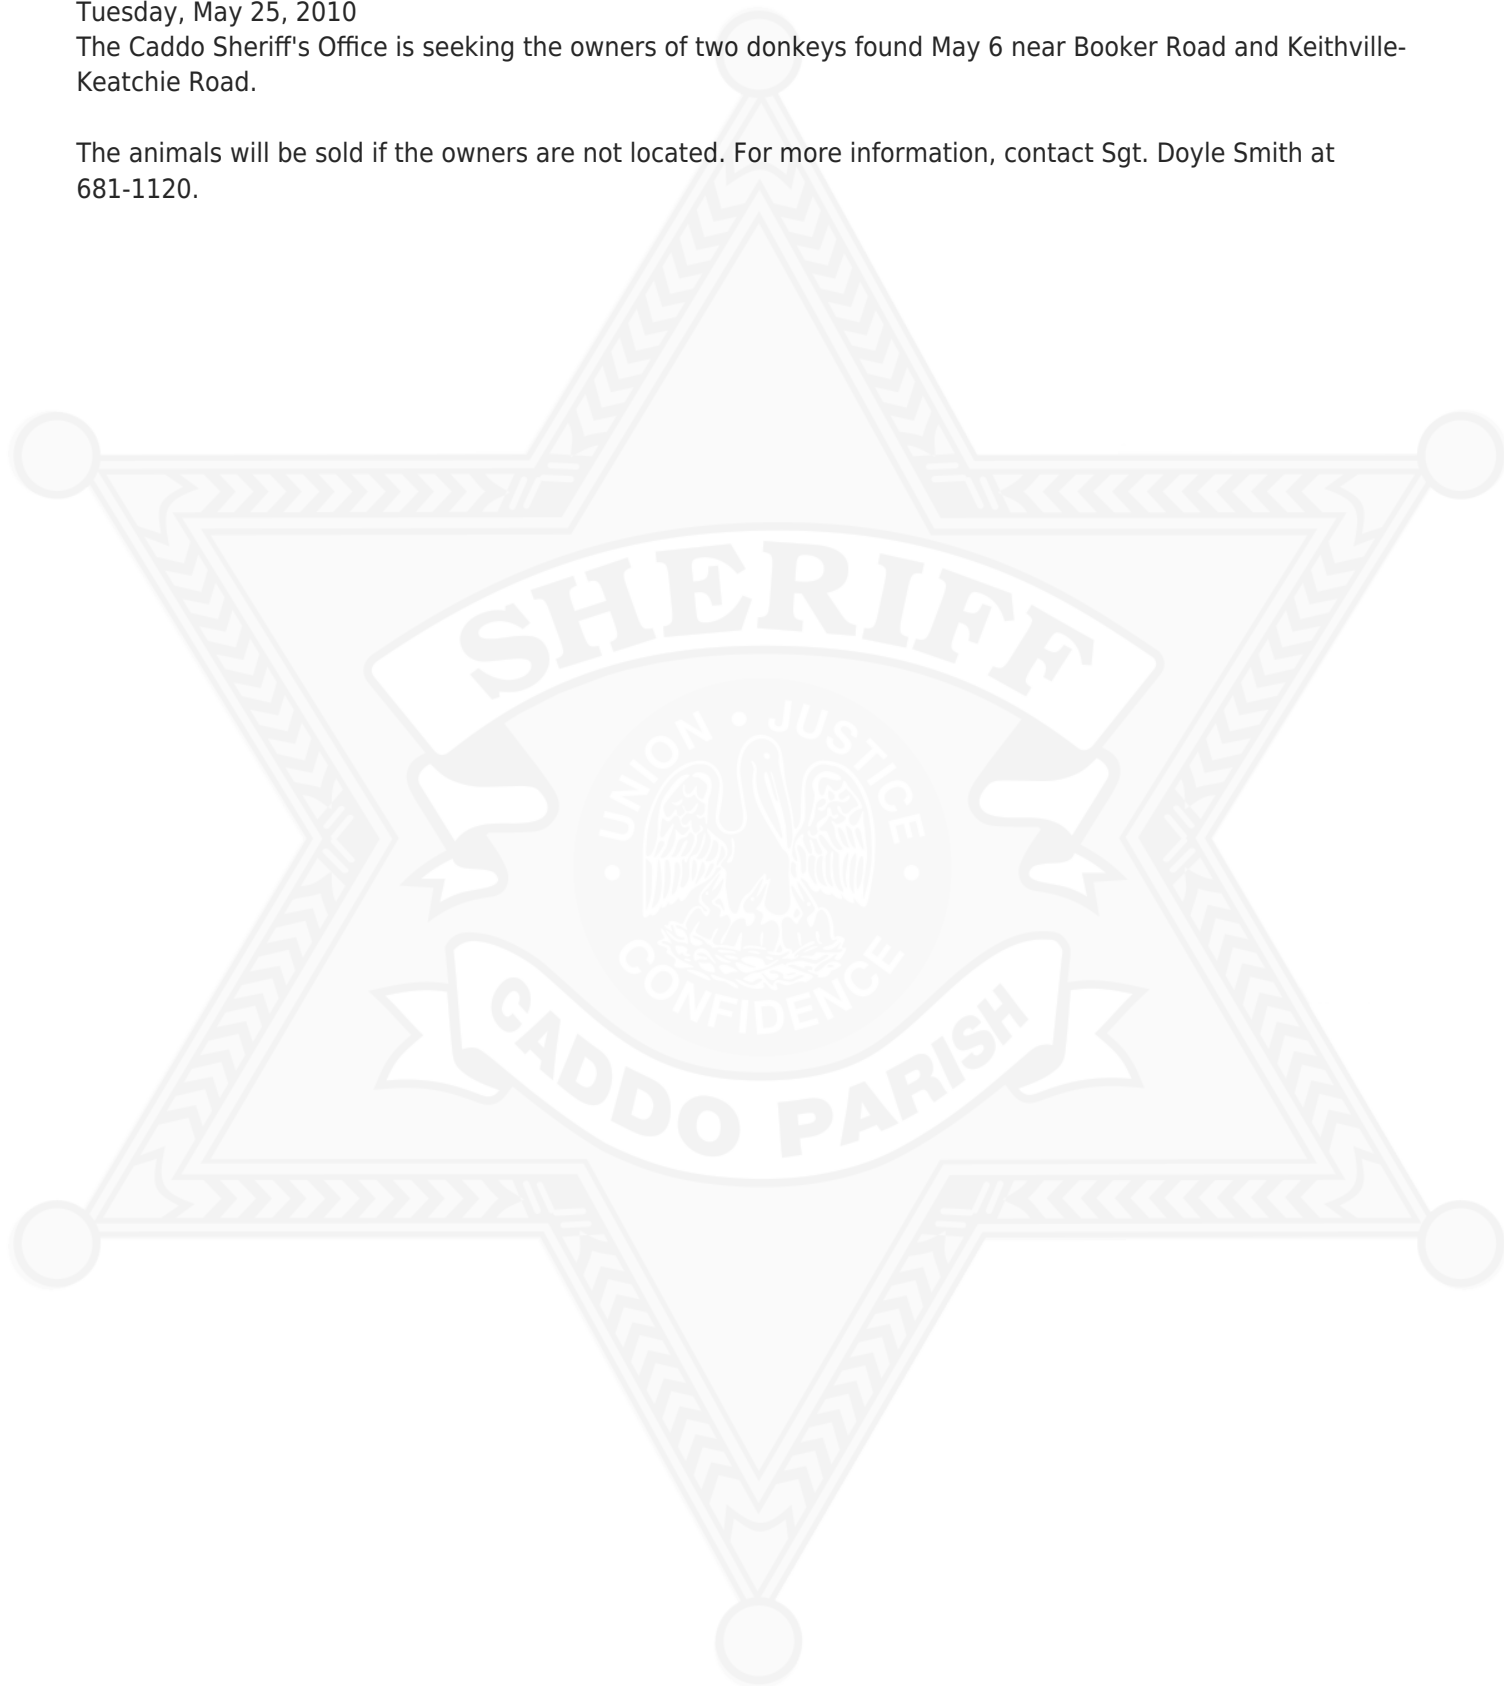 Tuesday, May 25, 2010
The Caddo Sheriff's Office is seeking the owners of two donkeys found May 6 near Booker Road and Keithville-
Keatchie Road.
The animals will be sold if the owners are not located. For more information, contact Sgt. Doyle Smith at
681-1120.
SHERIFF
UNION • JUSTICE
• CONFIDENCE •
CADDO PARISH